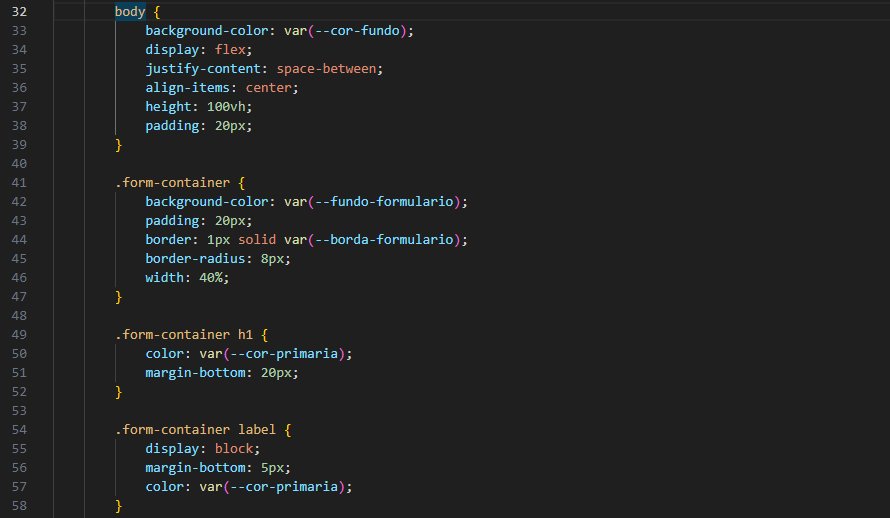 32 body {
33 background-color: var(--cor-fundo);
34 display: flex;
35 justify-content: space-between;
36 align-items: center;
37 height: 100vh;
38 padding: 20px;
39 }
40
41 .form-container {
42 background-color: var(--fundo-formulario);
43 padding: 20px;
44 border: 1px solid var(--borda-formulario);
45 border-radius: 8px;
46 width: 40%;
47 }
48
49 .form-container h1 {
50 color: var(--cor-primaria);
51 margin-bottom: 20px;
52 }
53
54 .form-container label {
55 display: block;
56 margin-bottom: 5px;
57 color: var(--cor-primaria);
58 }